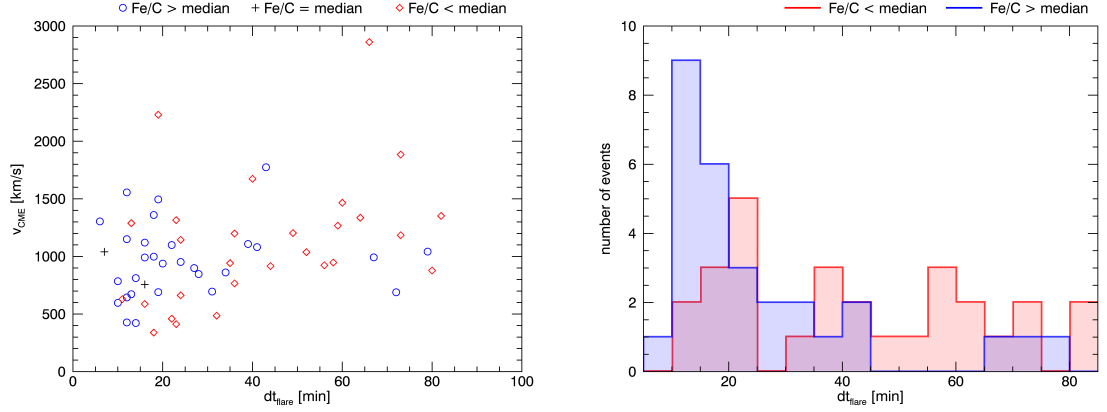 Fe/C > median Fe/C = median Fe/C < median
3000
2500
2000
1500
1000
500
0
v_CME [km/s]
0 20 40 60 80 100
dt_flare [min]
Fe/C < median Fe/C > median
10
8
6
4
2
0
number of events
20 40 60 80
dt_flare [min]